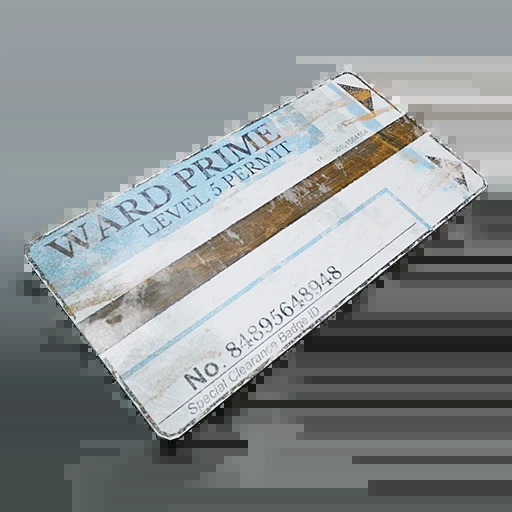 WARD PRIME
LEVEL 5 PERMIT
No. 84895648948
Special Clearance Badge ID